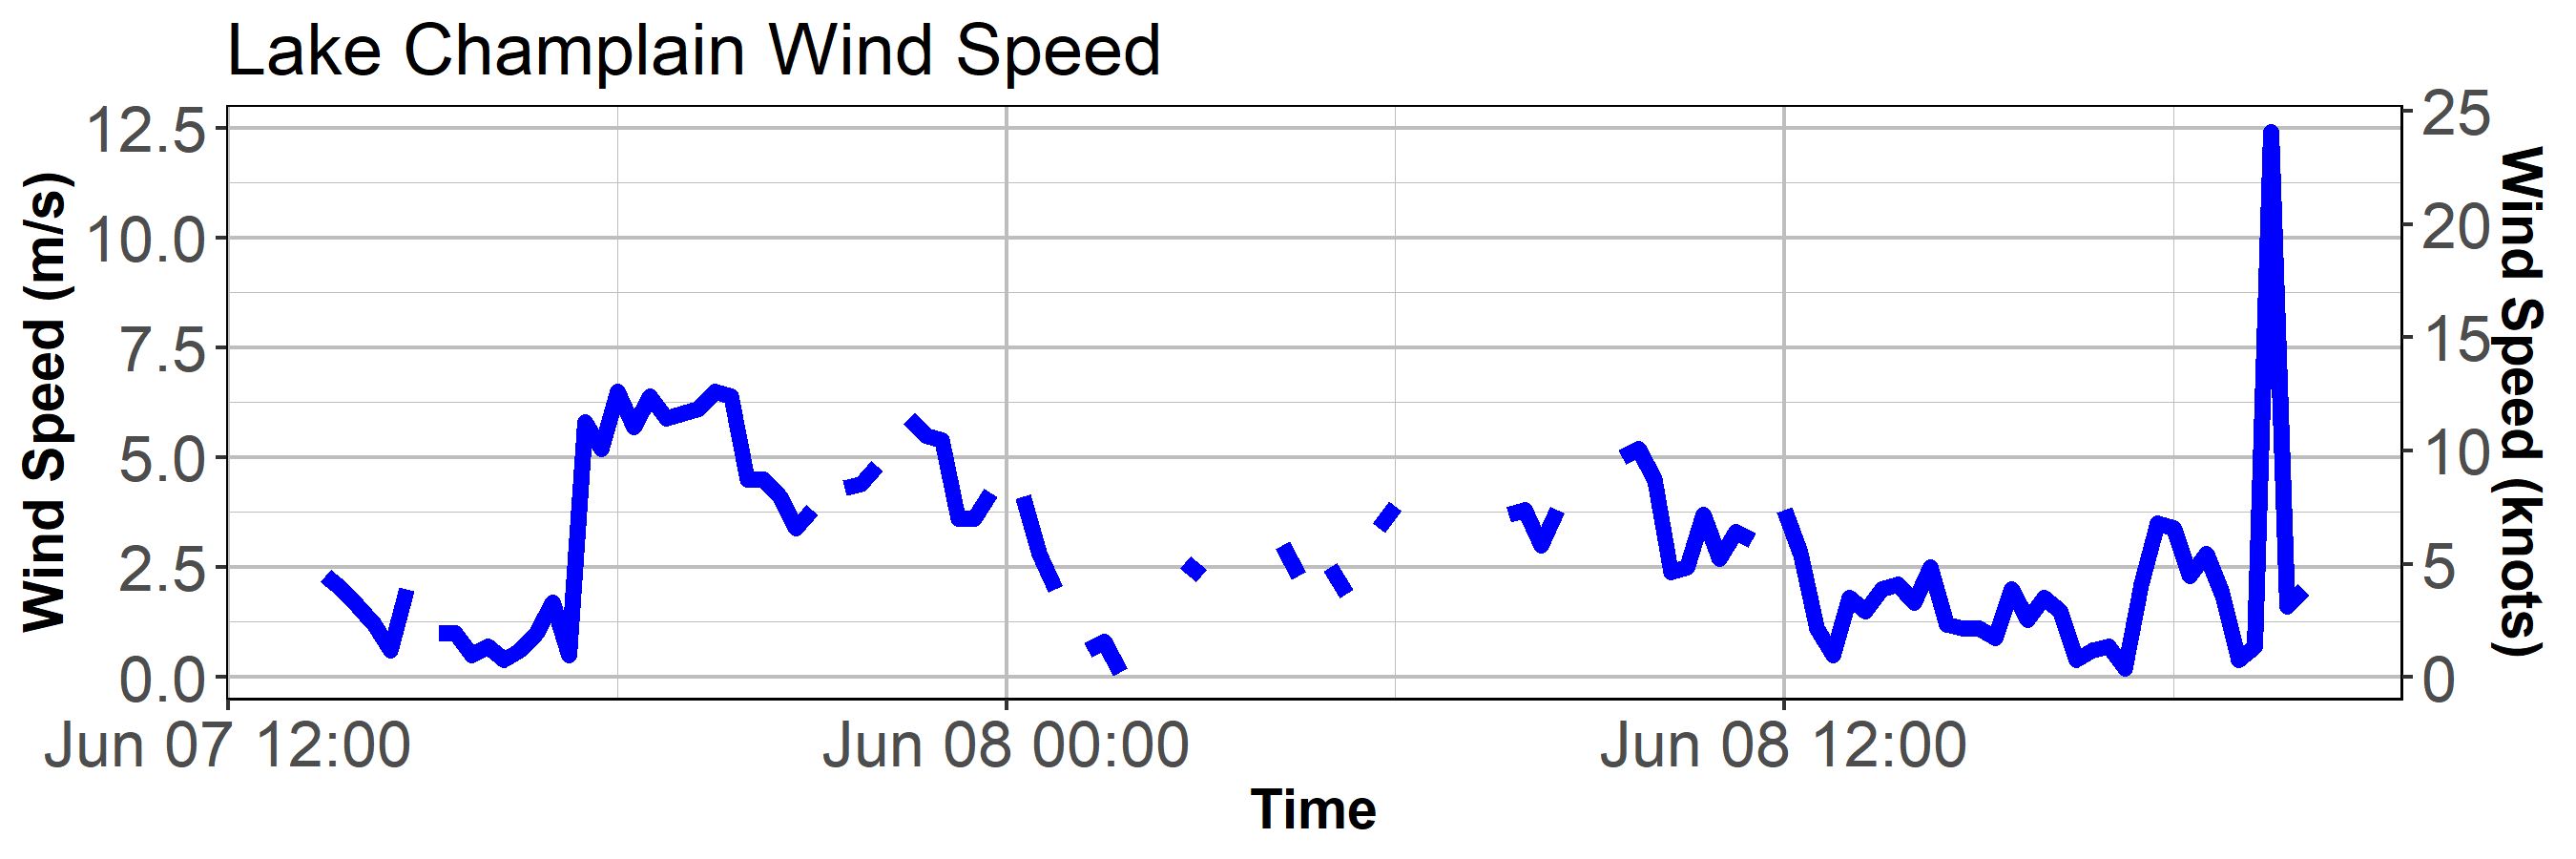 Lake Champlain Wind Speed
Wind Speed (m/s)
12.5
10.0
7.5
5.0
2.5
0.0
25
20
15
10
5
0
Wind Speed (knots)
Jun 07 12:00
Jun 08 00:00
Jun 08 12:00
Time